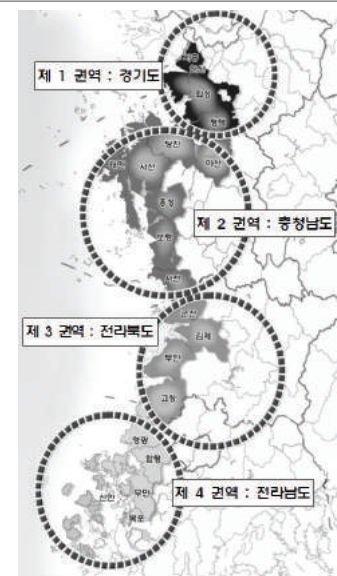 제 1 권역 : 경기도
화성
평택
당진
태안
서산
아산
홍성
제 2 권역 : 충청남도
보령
서천
군산
제 3 권역 : 전라북도
김제
부안
고창
영광
함평
신안
무안
제 4 권역 : 전라남도
목포